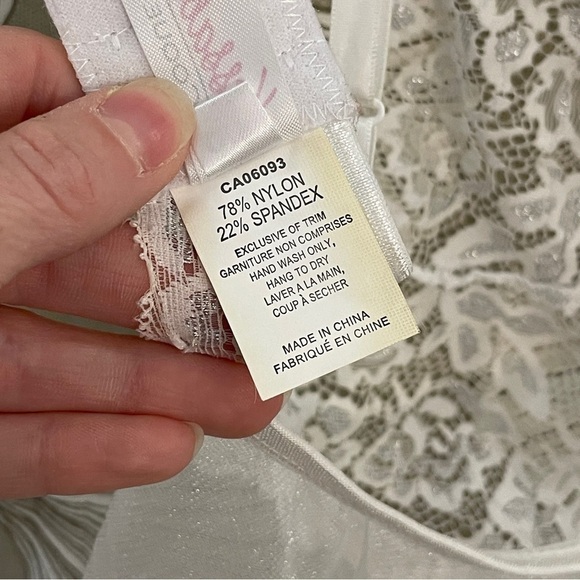 CA06093
78% NYLON
22% SPANDEX
EXCLUSIVE OF TRIM
GARNITURE NON COMPRISES
HAND WASH ONLY,
HANG TO DRY
LAVER A LA MAIN,
COUP À SECHER
MADE IN CHINA
FABRIQUÉ EN CHINE